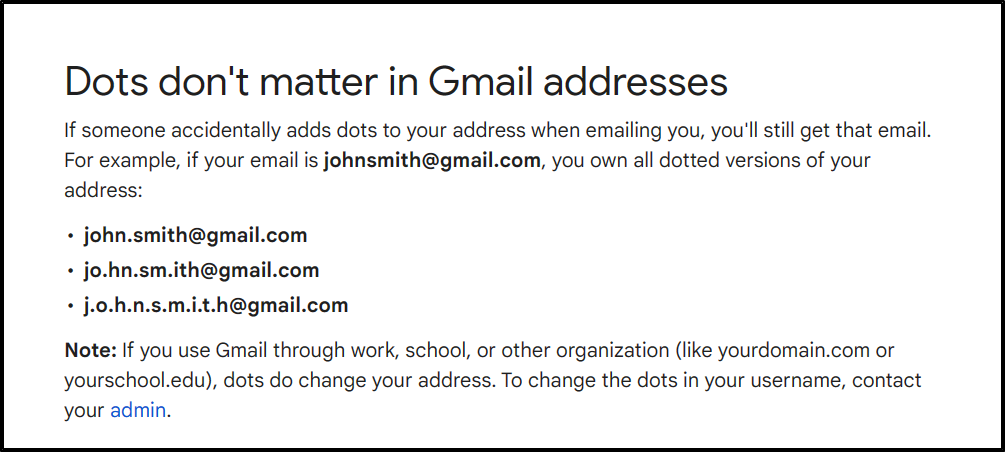 Dots don't matter in Gmail addresses
If someone accidentally adds dots to your address when emailing you, you'll still get that email.
For example, if your email is johnsmith@gmail.com, you own all dotted versions of your
address:
• john.smith@gmail.com
• jo.hn.sm.ith@gmail.com
• j.o.h.n.s.m.i.t.h@gmail.com
Note: If you use Gmail through work, school, or other organization (like yourdomain.com or
yourschool.edu), dots do change your address. To change the dots in your username, contact
your admin.